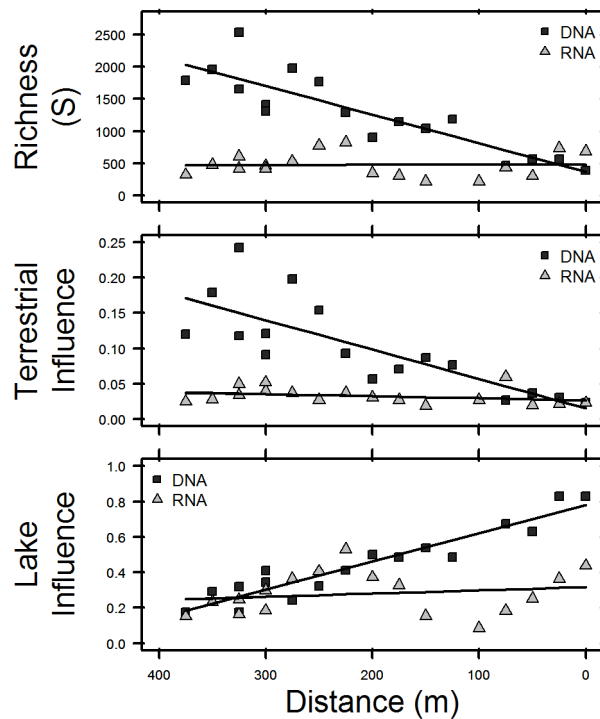 Richness
(S)
2500
2000
1500
1000
500
0
DNA
RNA
Terrestrial
Influence
0.25
0.20
0.15
0.10
0.05
0.00
DNA
RNA
Lake
Influence
1.0
0.8
0.6
0.4
0.2
0.0
DNA
RNA
400 300 200 100 0
Distance (m)